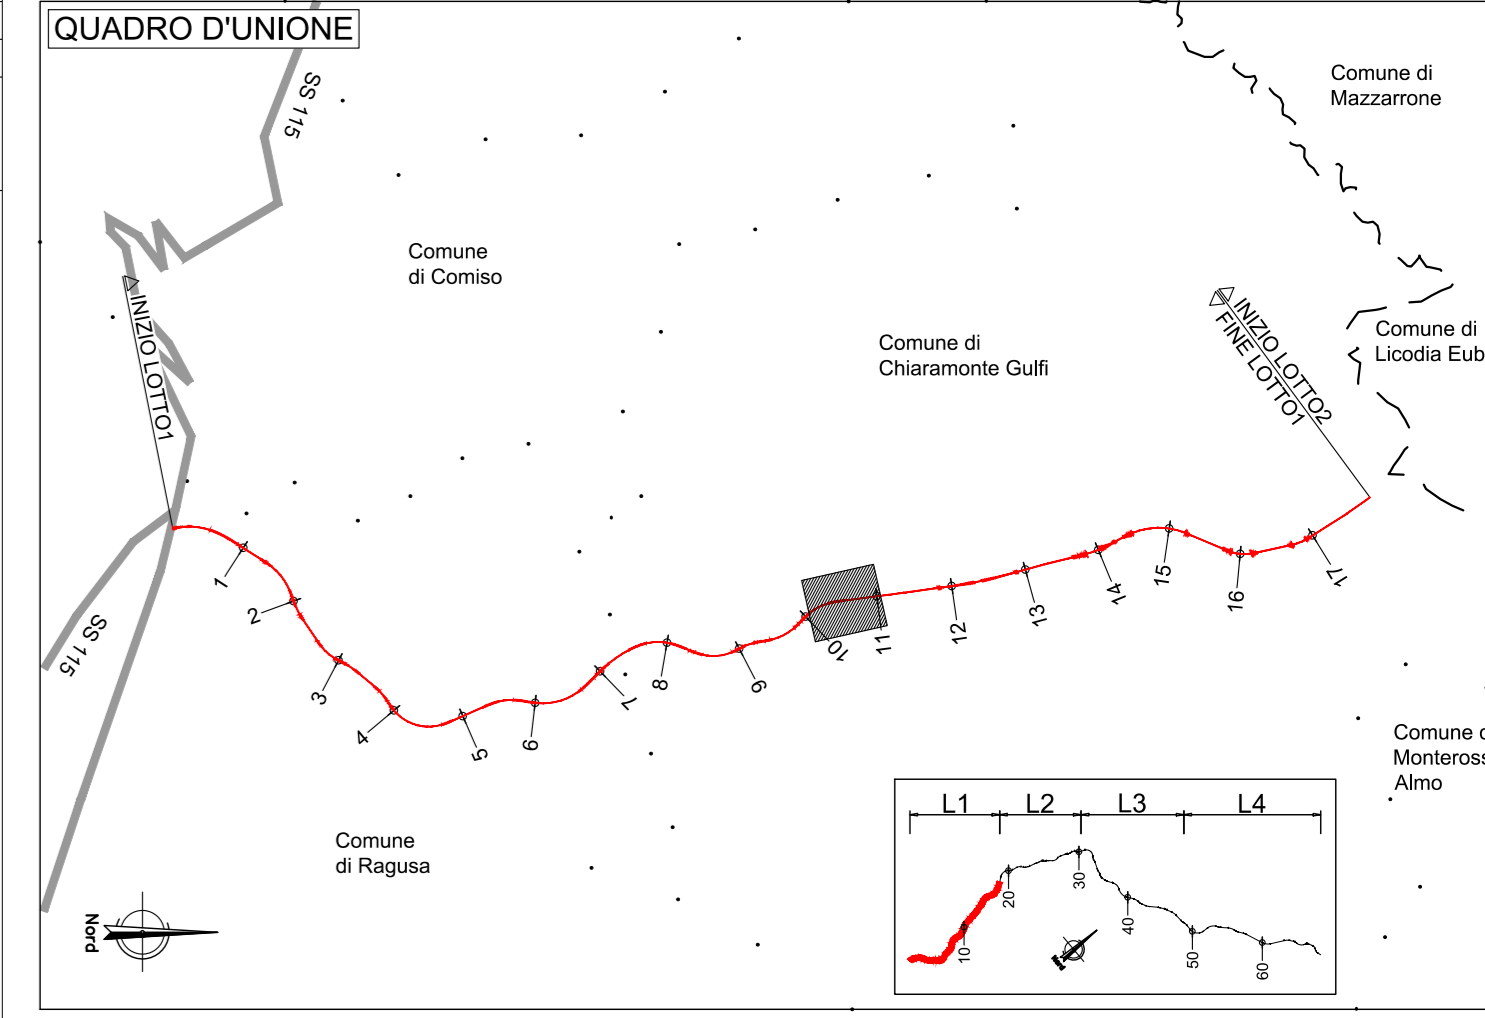 QUADRO D'UNIONE
SS 115
Comune di
Mazzarrone
Comune
di Comiso
INIZIO LOTTO1
Comune di
Chiaramonte Gulfi
INIZIO LOTTO2
FINE LOTTO1
Comune di
Licodia Eub
1
2
3
4
5
6
7
8
9
10
11
12
13
14
15
16
17
SS 115
Comune
di Ragusa
Comune
Monteross
Almo
Nord
L1
L2
L3
L4
10
20
30
40
50
60
Nord